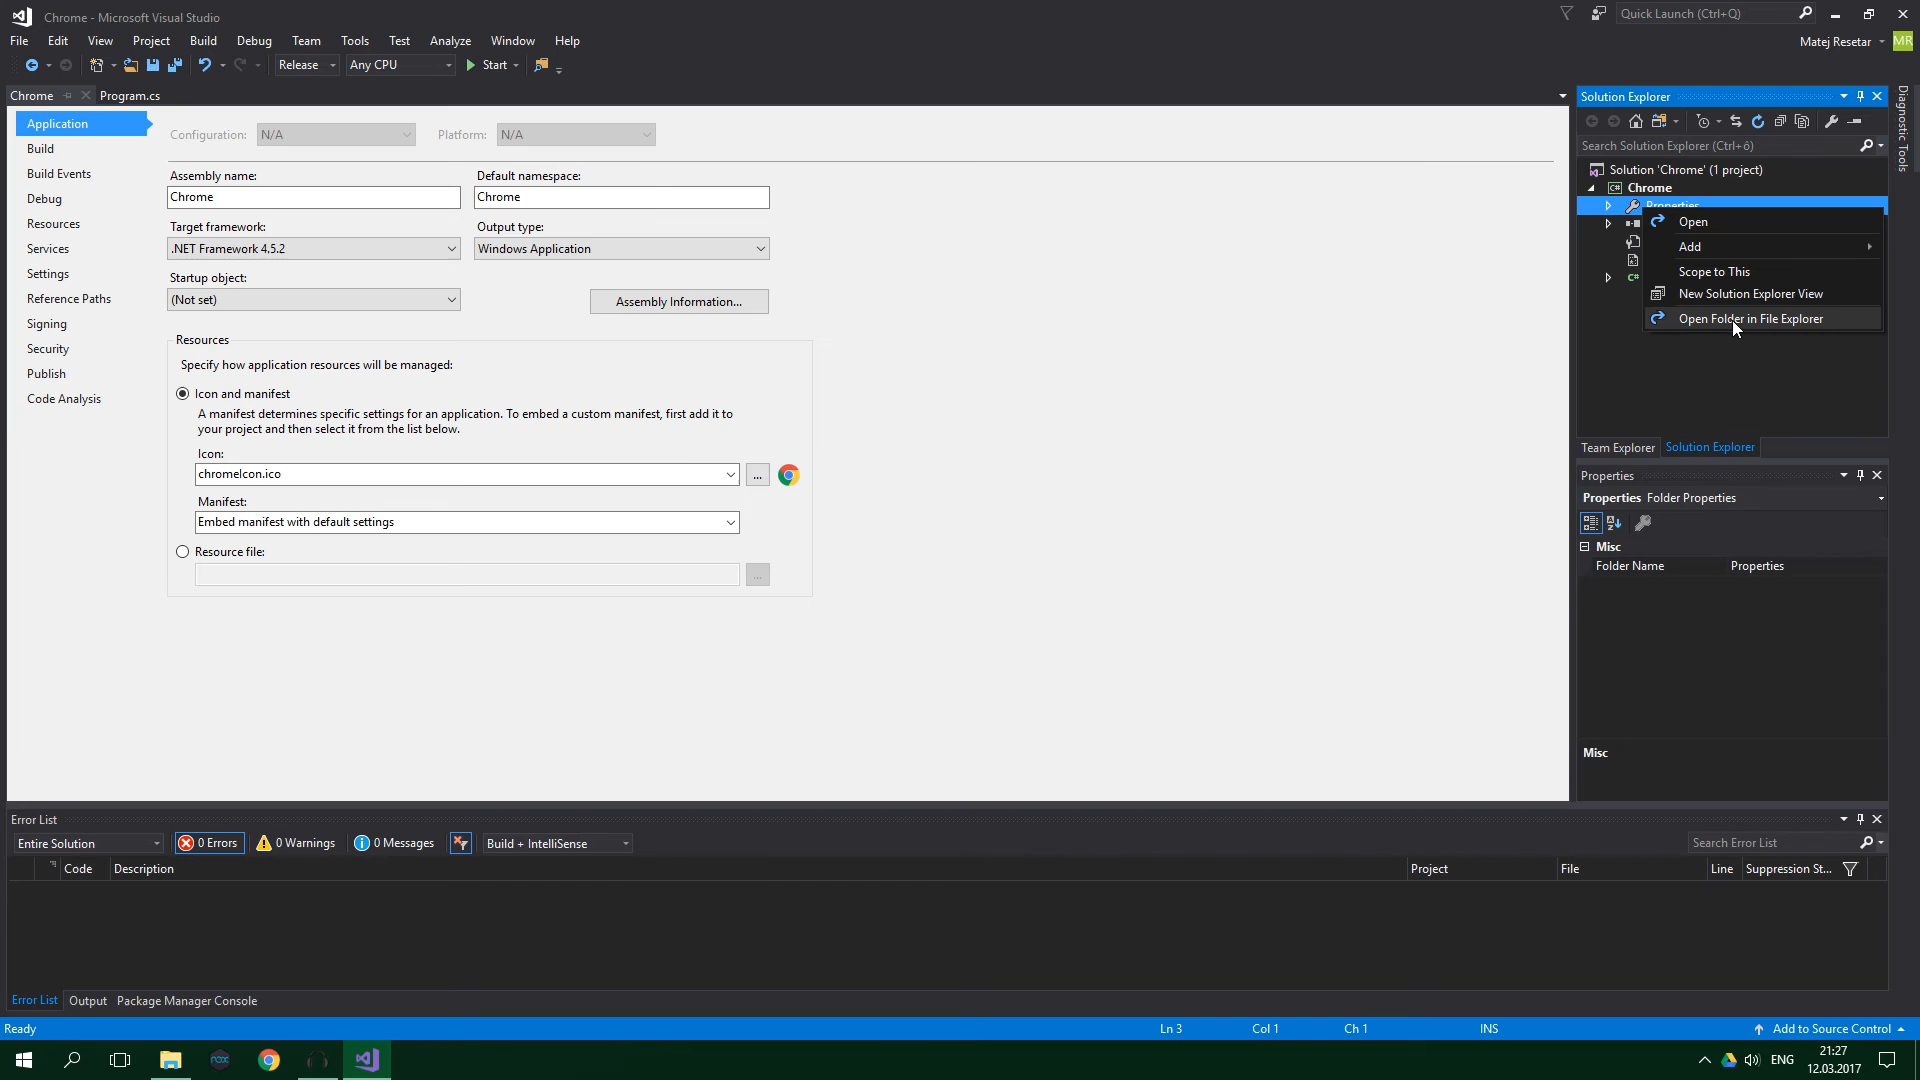 Chrome - Microsoft Visual Studio
Quick Launch (Ctrl+Q)
File Edit View Project Build Debug Team Tools Test Analyze Window Help
Matej Resetar MR
Release Any CPU Start
Chrome Program.cs
Application
Build
Build Events
Debug
Resources
Services
Settings
Reference Paths
Signing
Security
Publish
Code Analysis
Configuration: N/A Platform: N/A
Assembly name: Default namespace:
Chrome Chrome
Target framework: Output type:
.NET Framework 4.5.2 Windows Application
Startup object:
(Not set) Assembly Information...
Resources
Specify how application resources will be managed:
Icon and manifest
A manifest determines specific settings for an application. To embed a custom manifest, first add it to
your project and then select it from the list below.
Icon:
chromeIcon.ico ...
Manifest:
Embed manifest with default settings
Resource file:
...
Solution Explorer
Search Solution Explorer (Ctrl+ô)
Solution 'Chrome' (1 project)
C# Chrome
Properties
C#
Open
Add
Scope to This
New Solution Explorer View
Open Folder in File Explorer
Team Explorer Solution Explorer
Properties
Properties Folder Properties
Misc
Folder Name Properties
Misc
Diagnostic Tools
Error List
Entire Solution 0 Errors 0 Warnings 0 Messages Build + IntelliSense Search Error List
Code Description Project File Line Suppression St...
Error List Output Package Manager Console
Ready Ln 3 Col 1 Ch 1 INS Add to Source Control
nox ENG 21:27
12.03.2017